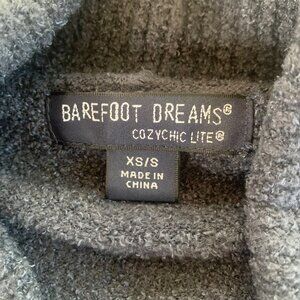 BAREFOOT DREAMS®
COZYCHIC LITE®
XS/S
MADE IN
CHINA